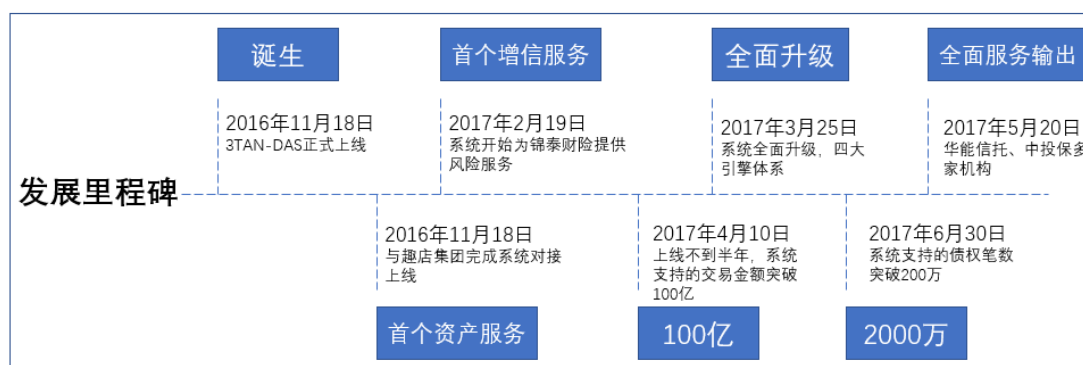 诞生
首个增信服务
全面升级
全面服务输出
2016年11月18日
3TAN-DAS正式上线
2017年2月19日
系统开始为锦泰财险提供
风险服务
2017年3月25日
系统全面升级，四大
引擎体系
2017年5月20日
华能信托、中投保多
家机构
发展里程碑
2016年11月18日
与趣店集团完成系统对接
上线
2017年4月10日
上线不到半年，系统
支持的交易金额突破
100亿
2017年6月30日
系统支持的债权笔数
突破200万
首个资产服务
100亿
2000万